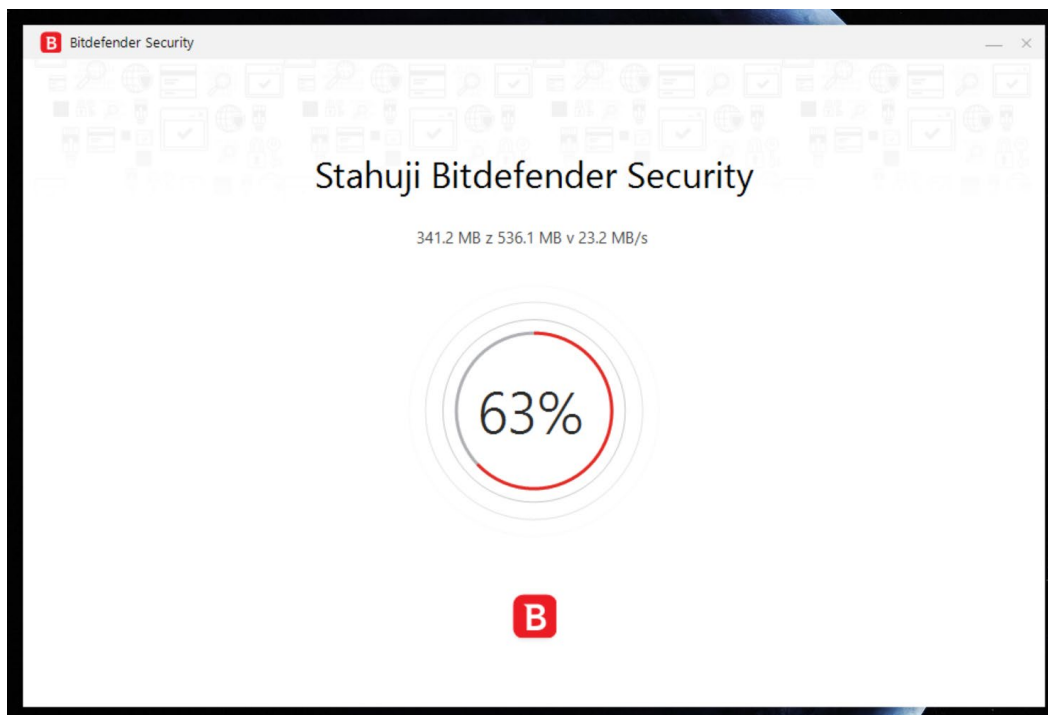 Bitdefender Security
Stahuji Bitdefender Security
341.2 MB z 536.1 MB v 23.2 MB/s
63%
B